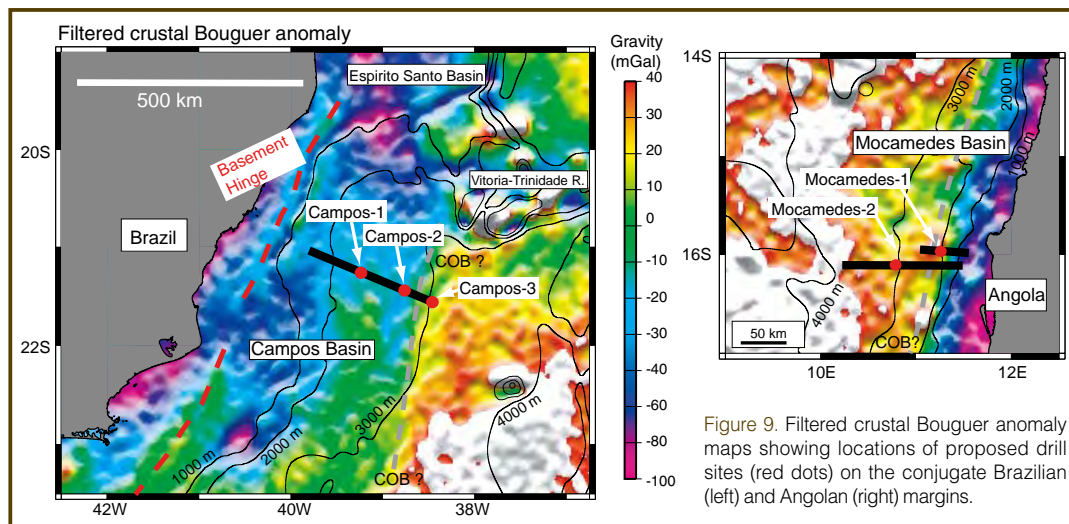 Filtered crustal Bouguer anomaly
500 km
Espirito Santo Basin
20S
Basement
Hinge
Vitoria-Trinidade R.
Campos-1
Brazil
Campos-2
COB ?
Campos-3
22S
Campos Basin
1000 m
2000 m
3000 m
4000 m
COB ?
42W
40W
38W
Gravity
(mGal)
40
30
20
10
0
-10
-20
-30
-40
-60
-80
-100
14S
3000 m
2000 m
1000 m
Mocamedes Basin
Mocamedes-1
Mocamedes-2
16S
4000 m
Angola
50 km
COB?
10E
12E
Figure 9. Filtered crustal Bouguer anomaly
maps showing locations of proposed drill
sites (red dots) on the conjugate Brazilian
(left) and Angolan (right) margins.